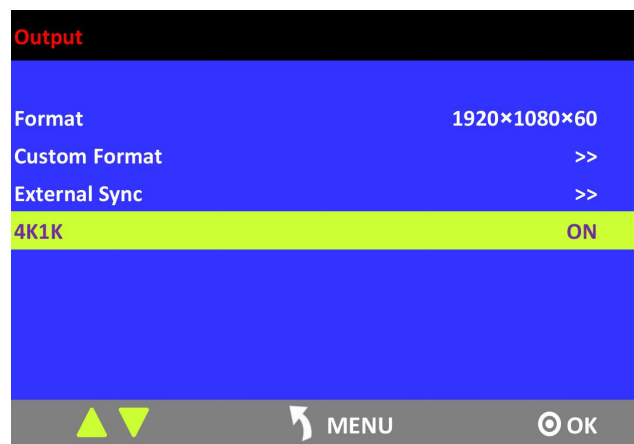 Output
Format 1920×1080×60
Custom Format >>
External Sync >>
4K1K ON
MENU OK